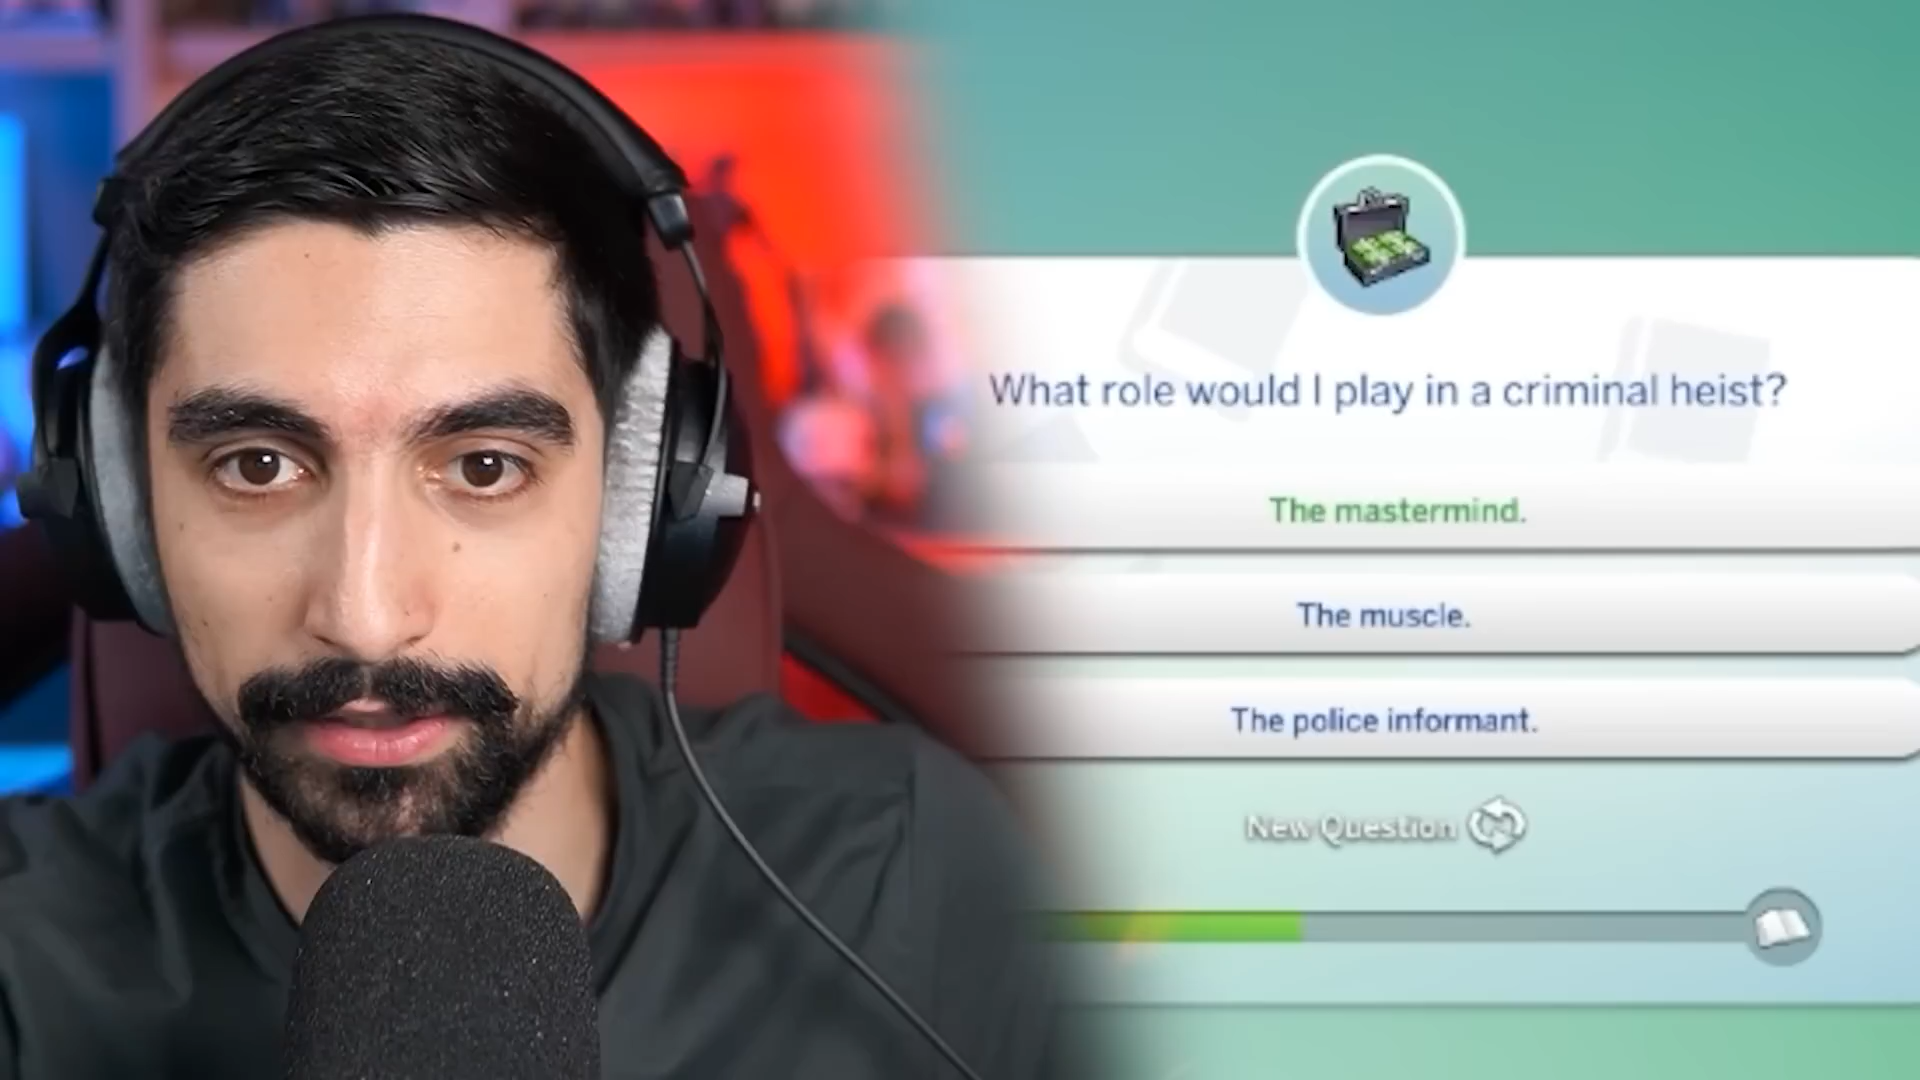 What role would I play in a criminal heist?
The mastermind.
The muscle.
The police informant.
New Question